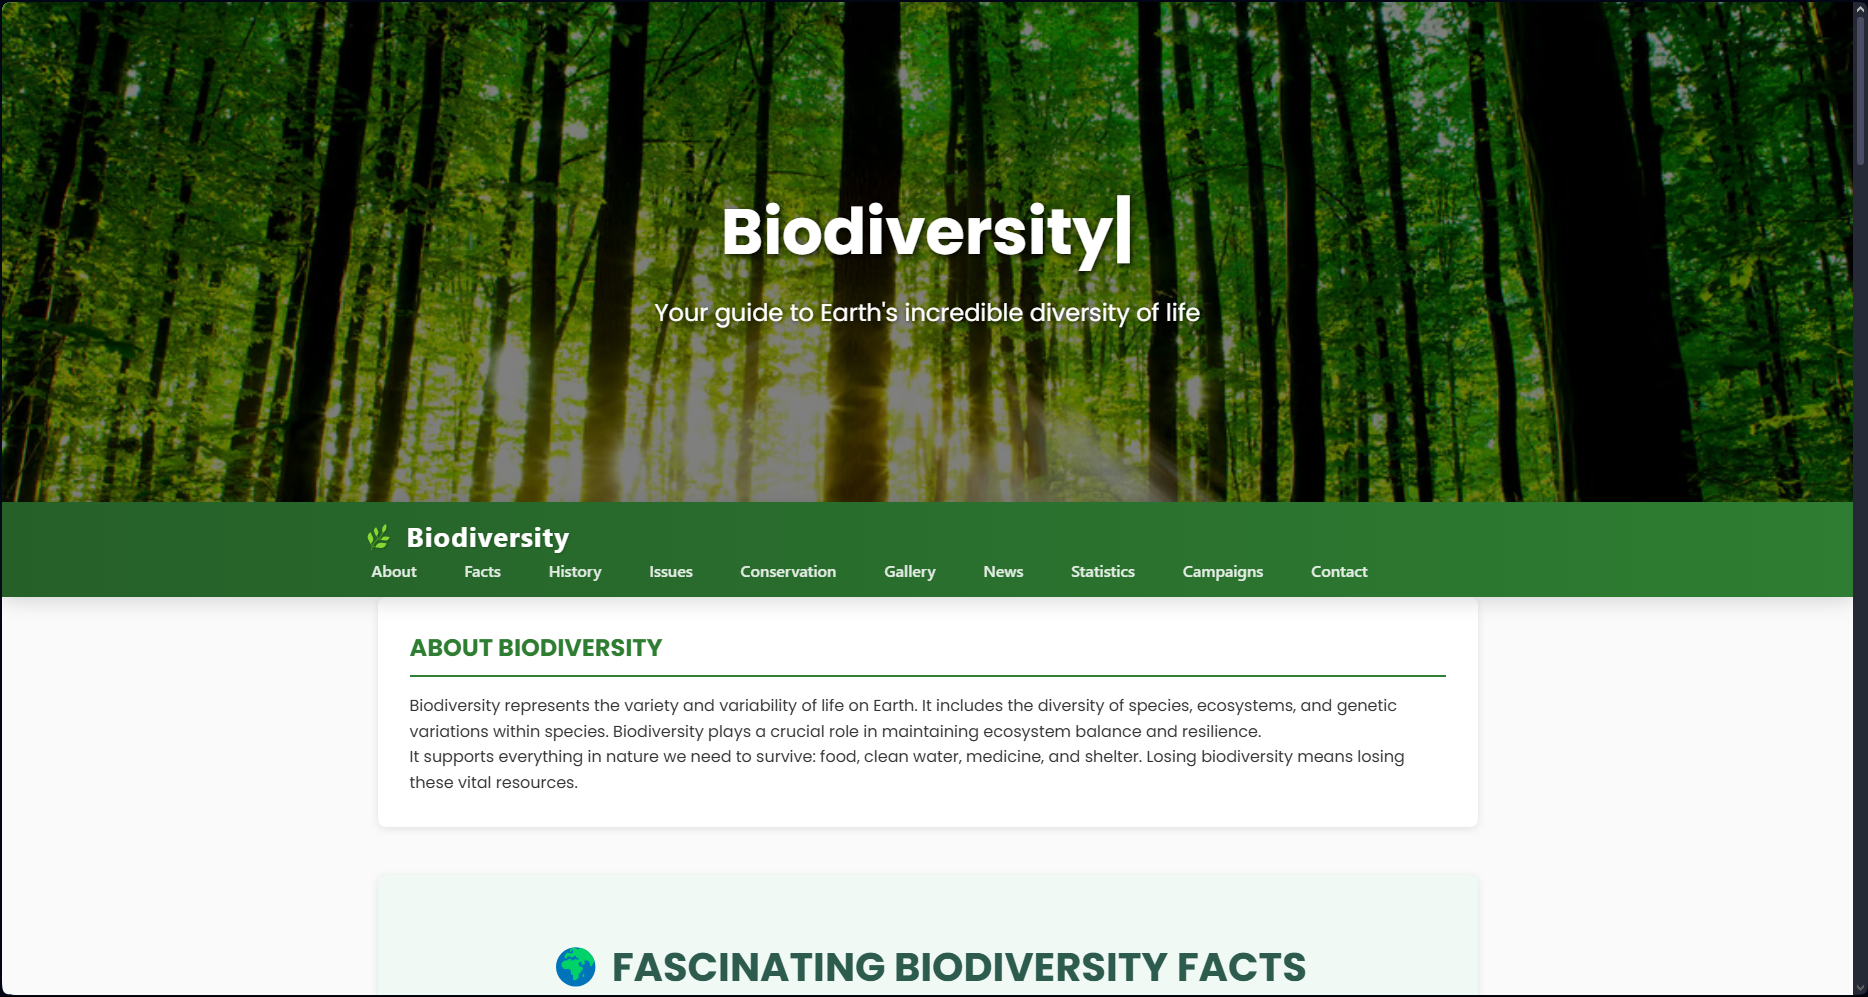 Biodiversity
Your guide to Earth's incredible diversity of life
Biodiversity
About Facts History Issues Conservation Gallery News Statistics Campaigns Contact
ABOUT BIODIVERSITY
Biodiversity represents the variety and variability of life on Earth. It includes the diversity of species, ecosystems, and genetic
variations within species. Biodiversity plays a crucial role in maintaining ecosystem balance and resilience.
It supports everything in nature we need to survive: food, clean water, medicine, and shelter. Losing biodiversity means losing
these vital resources.
FASCINATING BIODIVERSITY FACTS